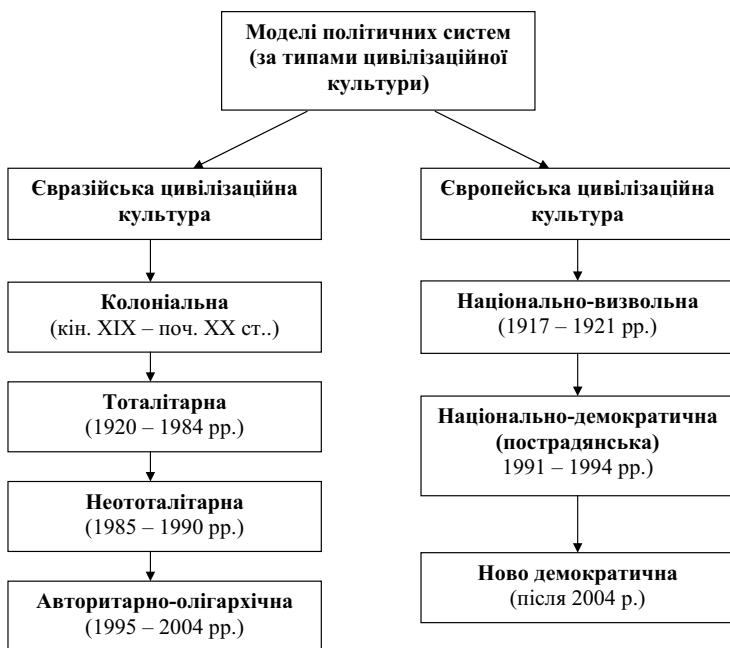 Моделі політичних систем
(за типами цивілізаційної
культури)
Євразійська цивілізаційна
культура
Колоніальна
(кін. ХІХ – поч. ХХ ст..)
Тоталітарна
(1920 – 1984 рр.)
Неототалітарна
(1985 – 1990 рр.)
Авторитарно-олігархічна
(1995 – 2004 рр.)
Європейська цивілізаційна
культура
Національно-визвольна
(1917 – 1921 рр.)
Національно-демократична
(пострадянська)
1991 – 1994 рр.)
Ново демократична
(після 2004 р.)